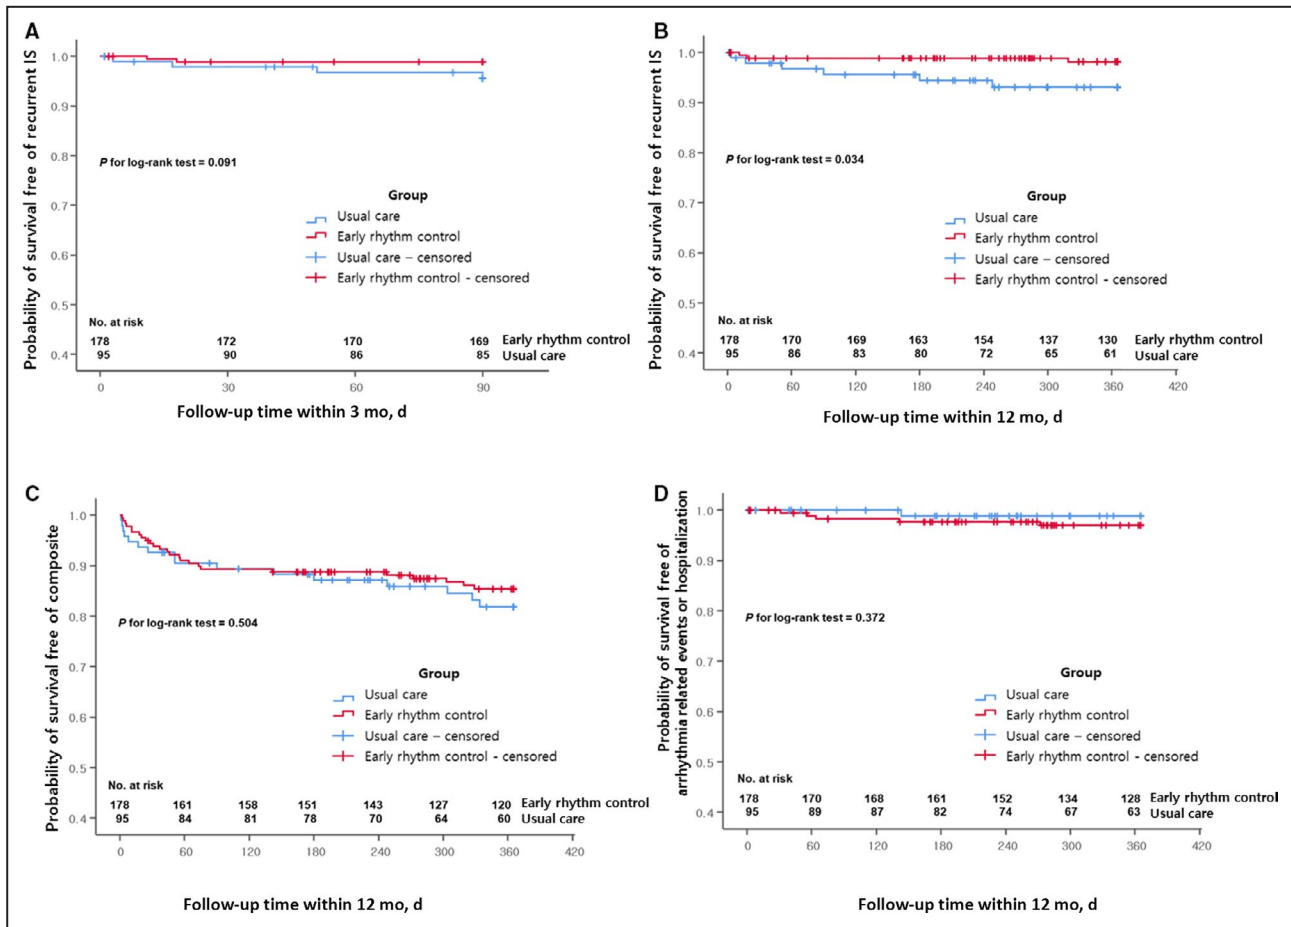 A
Probability of survival free of recurrent IS
1.0
0.9
0.8
0.7
0.6
0.5
0.4
P for log-rank test = 0.091
Group
Usual care
Early rhythm control
Usual care – censored
Early rhythm control - censored
No. at risk
178 172 170 169 Early rhythm control
95 90 86 85 Usual care
0 30 60 90
Follow-up time within 3 mo, d
B
Probability of survival free of recurrent IS
1.0
0.9
0.8
0.7
0.6
0.5
0.4
P for log-rank test = 0.034
Group
Usual care
Early rhythm control
Usual care – censored
Early rhythm control - censored
No. at risk
178 170 169 163 154 137 130 Early rhythm control
95 86 83 80 72 65 61 Usual care
0 60 120 180 240 300 360 420
Follow-up time within 12 mo, d
C
Probability of survival free of composite
1.0
0.9
0.8
0.7
0.6
0.5
0.4
P for log-rank test = 0.504
Group
Usual care
Early rhythm control
Usual care – censored
Early rhythm control - censored
No. at risk
178 161 158 151 143 127 120 Early rhythm control
95 84 81 78 70 64 60 Usual care
0 60 120 180 240 300 360 420
Follow-up time within 12 mo, d
D
Probability of survival free of
arrhythmia related events or hospitalization
1.0
0.9
0.8
0.7
0.6
0.5
0.4
P for log-rank test = 0.372
Group
Usual care
Early rhythm control
Usual care – censored
Early rhythm control - censored
No. at risk
178 170 168 161 152 134 128 Early rhythm control
95 89 87 82 74 67 63 Usual care
0 60 120 180 240 300 360 420
Follow-up time within 12 mo, d